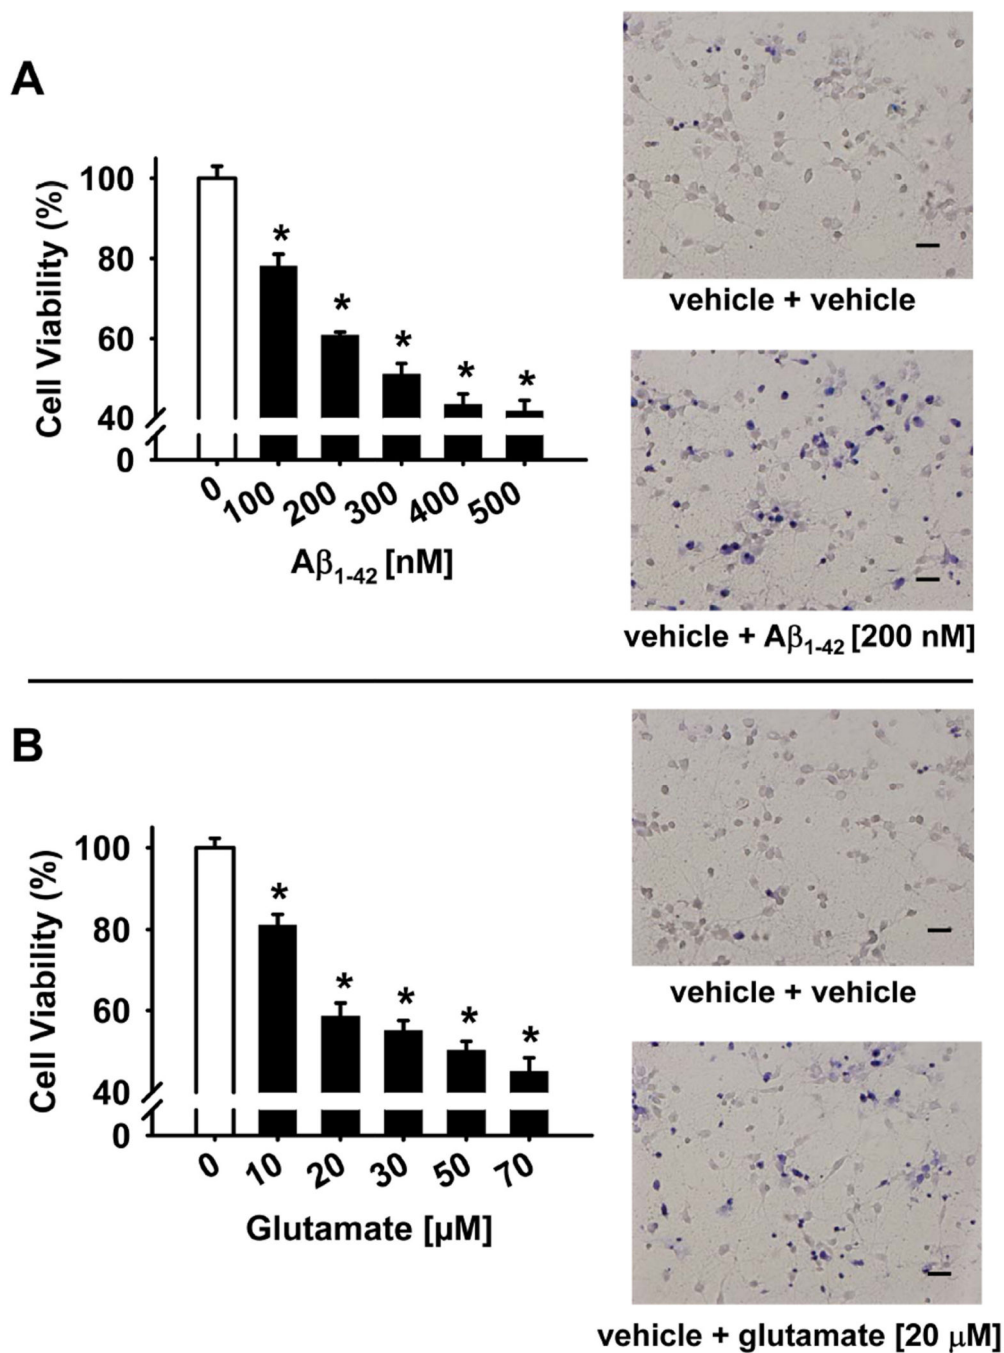 A
Cell Viability (%)
100
80
60
40
0
* * * * *
0 100 200 300 400 500
Aβ1-42 [nM]
vehicle + vehicle
vehicle + Aβ1-42 [200 nM]
B
Cell Viability (%)
100
80
60
40
0
* * * * *
0 10 20 30 50 70
Glutamate [µM]
vehicle + vehicle
vehicle + glutamate [20 µM]